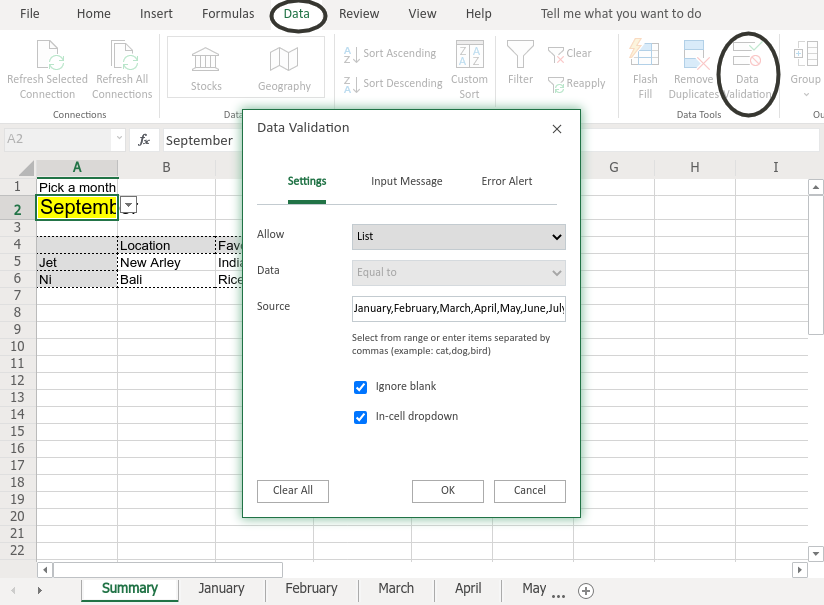 File Home Insert Formulas Data Review View Help Tell me what you want to do
Refresh Selected Connection
Refresh All Connections
Connections
Stocks
Geography
Sort Ascending
Sort Descending
Custom Sort
Filter
Clear
Reapply
Flash Fill
Remove Duplicates
Data Validation
Data Tools
Group
A2 fx September
A B G H I
1 Pick a month
2 Septemb
3
4 Location
5 Jet New Arley
6 Ni Bali Rice
7
8
9
10
11
12
13
14
15
16
17
18
19
20
21
22
Data Validation
Settings Input Message Error Alert
Allow List
Data Equal to
Source January,February,March,April,May,June,July
Select from range or enter items separated by
commas (example: cat,dog,bird)
Ignore blank
In-cell dropdown
Clear All OK Cancel
Summary January February March April May ...